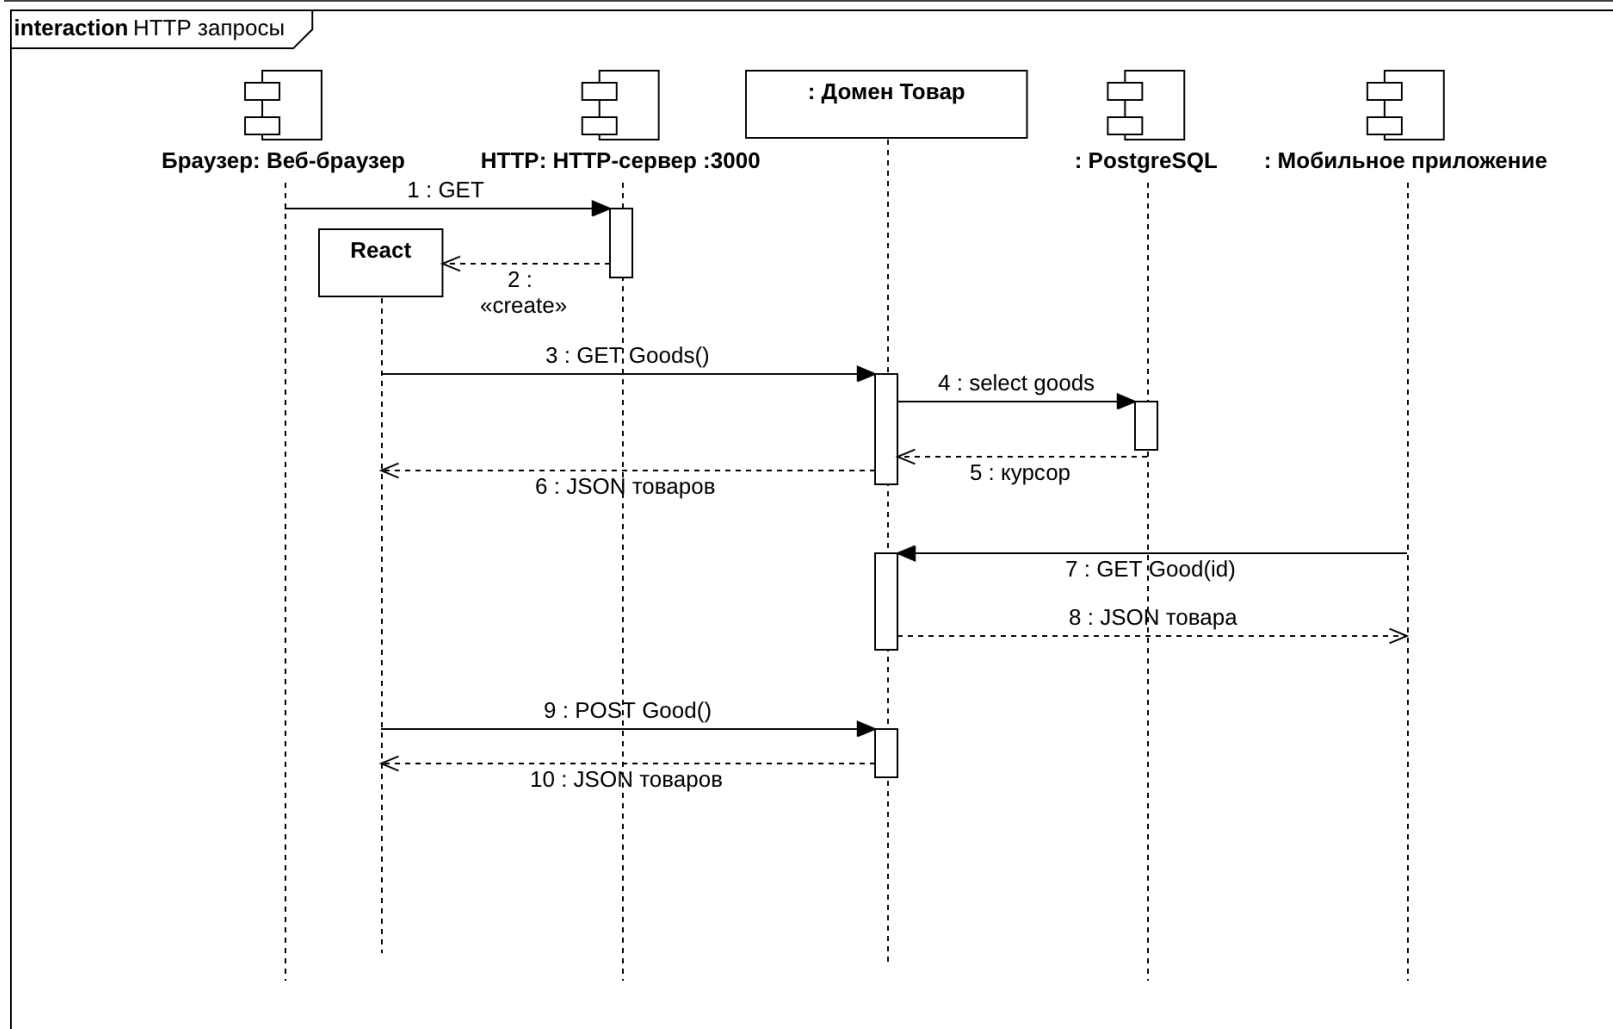 interaction HTTP запросы
: Домен Товар
Браузер: Веб-браузер
HTTP: HTTP-сервер :3000
: PostgreSQL
: Мобильное приложение
1 : GET
React
2 :
«create»
3 : GET Goods()
4 : select goods
5 : курсор
6 : JSON товаров
7 : GET Good(id)
8 : JSON товара
9 : POST Good()
10 : JSON товаров